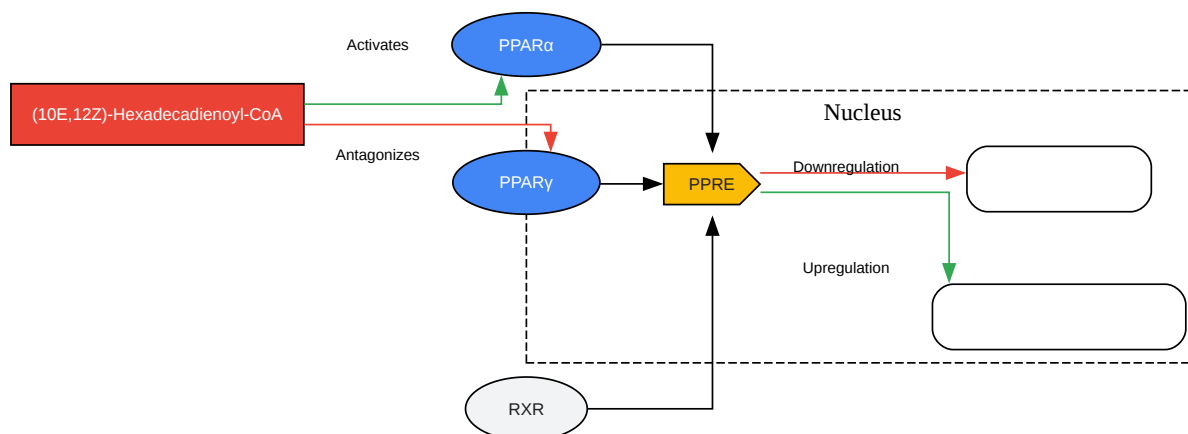 Activates
PPARα
(10E,12Z)-Hexadecadienoyl-CoA
Nucleus
Antagonizes
PPARγ
PPRE
Downregulation
Upregulation
RXR